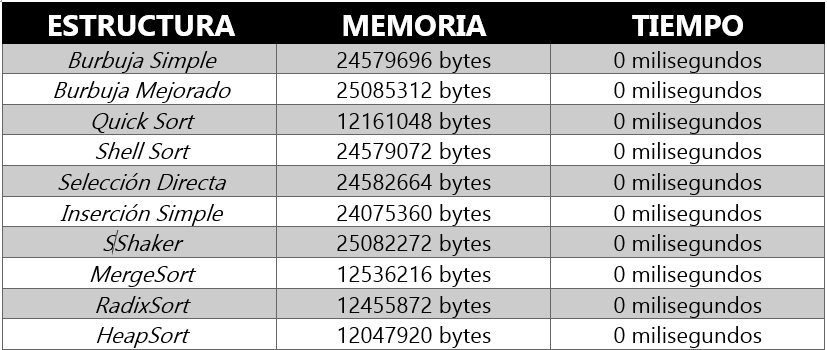 ESTRUCTURA MEMORIA TIEMPO
Burbuja Simple 24579696 bytes 0 milisegundos
Burbuja Mejorado 25085312 bytes 0 milisegundos
Quick Sort 12161048 bytes 0 milisegundos
Shell Sort 24579072 bytes 0 milisegundos
Selección Directa 24582664 bytes 0 milisegundos
Inserción Simple 24075360 bytes 0 milisegundos
SShaker 25082272 bytes 0 milisegundos
MergeSort 12536216 bytes 0 milisegundos
RadixSort 12455872 bytes 0 milisegundos
HeapSort 12047920 bytes 0 milisegundos